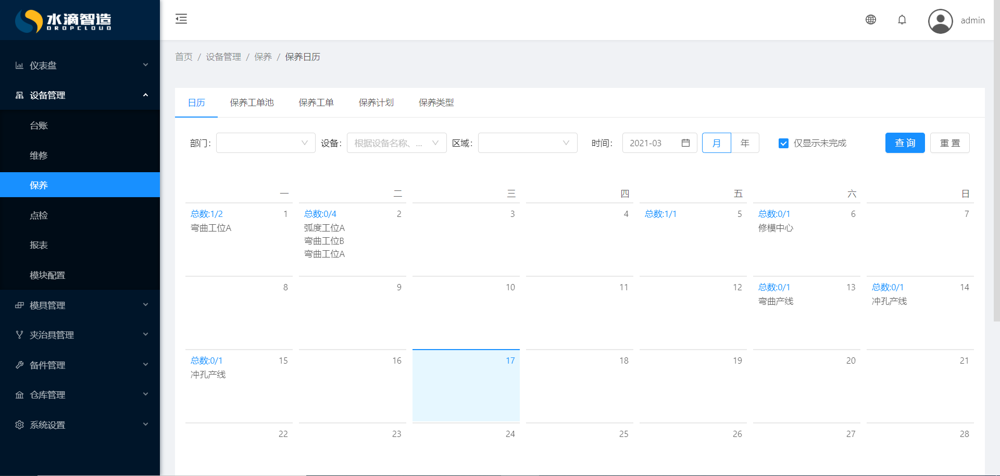 水滴智造
DROPCLOUD
admin
仪表盘
设备管理
台账
维修
保养
点检
报表
模块配置
模具管理
夹治具管理
备件管理
仓库管理
系统设置
首页 / 设备管理 / 保养 / 保养日历
日历 保养工单池 保养工单 保养计划 保养类型
部门: 设备: 根据设备名称、... 区域: 时间: 2021-03 月 年 仅显示未完成 查 询 重 置
一 二 三 四 五 六 日
总数:1/2 1 总数:0/4 2 3 4 总数:1/1 5 总数:0/1 6 7
弯曲工位A 弧度工位A 修模中心
弯曲工位B
弯曲工位A
8 9 10 11 12 总数:0/1 13 总数:0/1 14
弯曲产线 冲孔产线
总数:0/1 15 16 17 18 19 20 21
冲孔产线
22 23 24 25 26 27 28